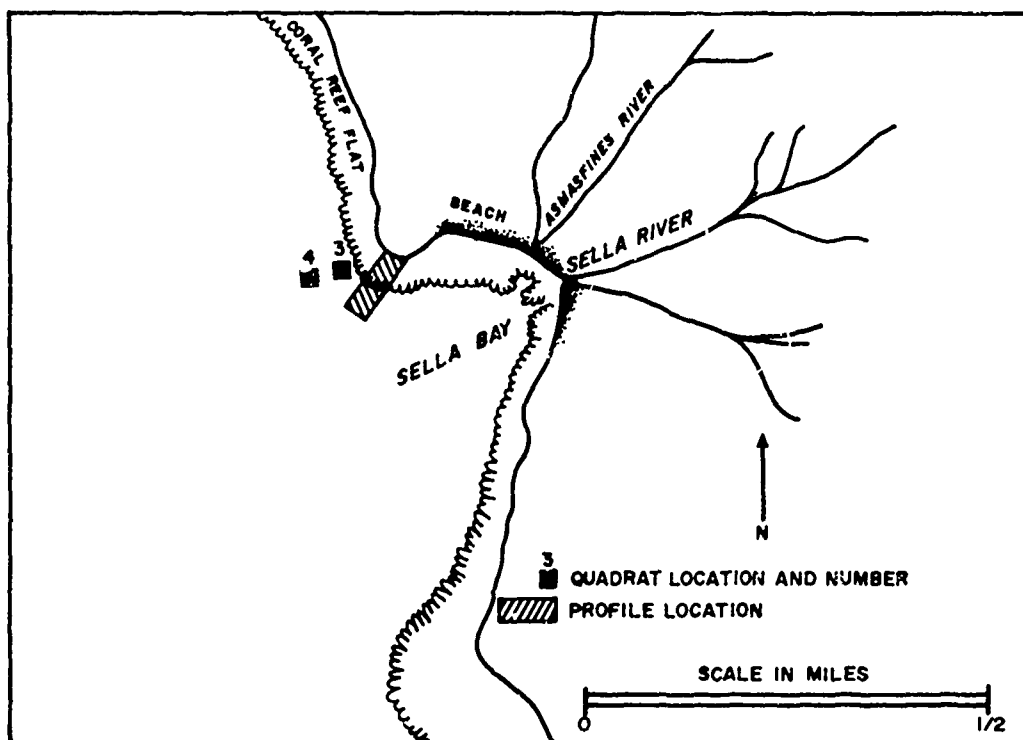 CORAL REEF FLAT
BEACH
ASMASFINES RIVER
SELLA RIVER
4
3
SELLA BAY
N
3
QUADRAT LOCATION AND NUMBER
PROFILE LOCATION
SCALE IN MILES
0
1/2